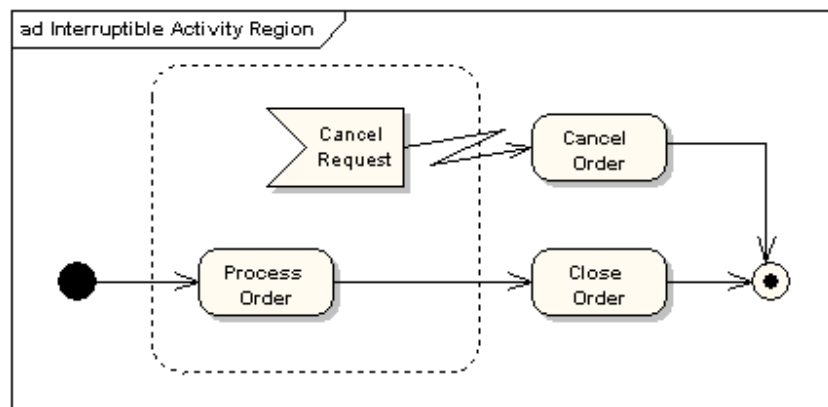 ad Interruptible Activity Region
Cancel
Request
Cancel
Order
Process
Order
Close
Order